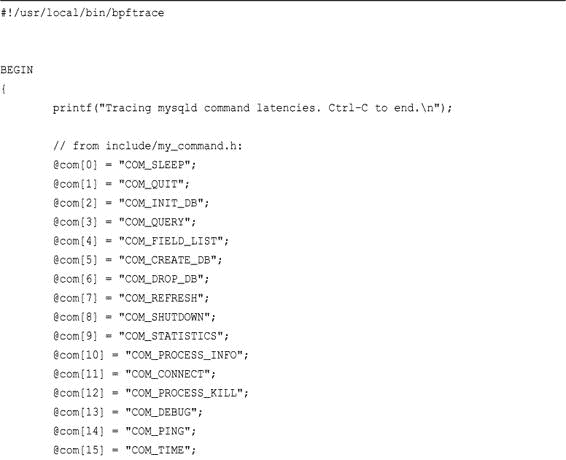 #!/usr/local/bin/bpftrace
BEGIN
{
printf("Tracing mysqld command latencies. Ctrl-C to end.\n");
// from include/my_command.h:
@com[0] = "COM_SLEEP";
@com[1] = "COM_QUIT";
@com[2] = "COM_INIT_DB";
@com[3] = "COM_QUERY";
@com[4] = "COM_FIELD_LIST";
@com[5] = "COM_CREATE_DB";
@com[6] = "COM_DROP_DB";
@com[7] = "COM_REFRESH";
@com[8] = "COM_SHUTDOWN";
@com[9] = "COM_STATISTICS";
@com[10] = "COM_PROCESS_INFO";
@com[11] = "COM_CONNECT";
@com[12] = "COM_PROCESS_KILL";
@com[13] = "COM_DEBUG";
@com[14] = "COM_PING";
@com[15] = "COM_TIME";